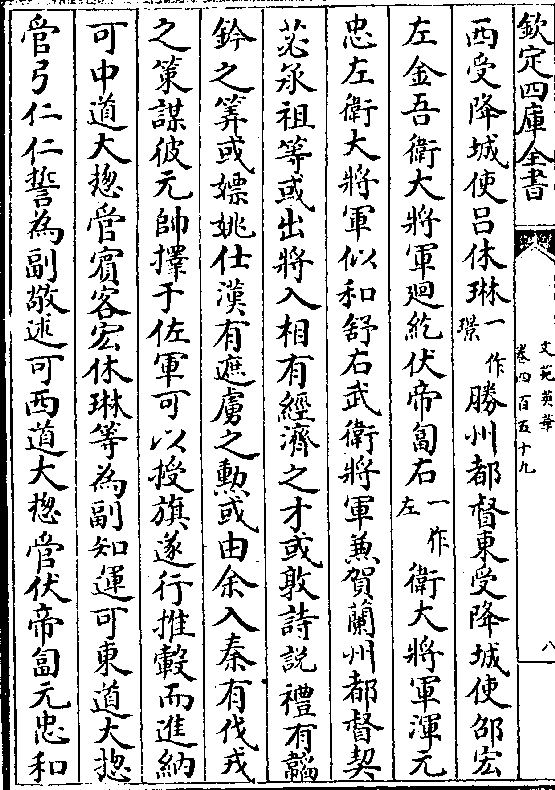 欽定四庫全書
文苑英華
卷四百五十九
八
西受降城使吕休琳一作璟勝州都督東受降城使邵宏
左金吾衛大將軍廻紇伏帝匐右一作左衛大將軍渾元
忠左衛大將軍似和舒右武衛將軍兼賀蘭州都督契
苾承祖等或出將入相有經濟之才或敦詩說禮有韜
鈐之筭或嫖姚仕漢有遮虜之勲或由余入秦有伐戎
之策謀彼元帥擇于佐軍可以授旗遂行推轂而進納
可中道大揔管賔客宏休琳等為副知運可東道大揔
管弓仁仁誓為副敬述可西道大揔管伏帝匐元忠和